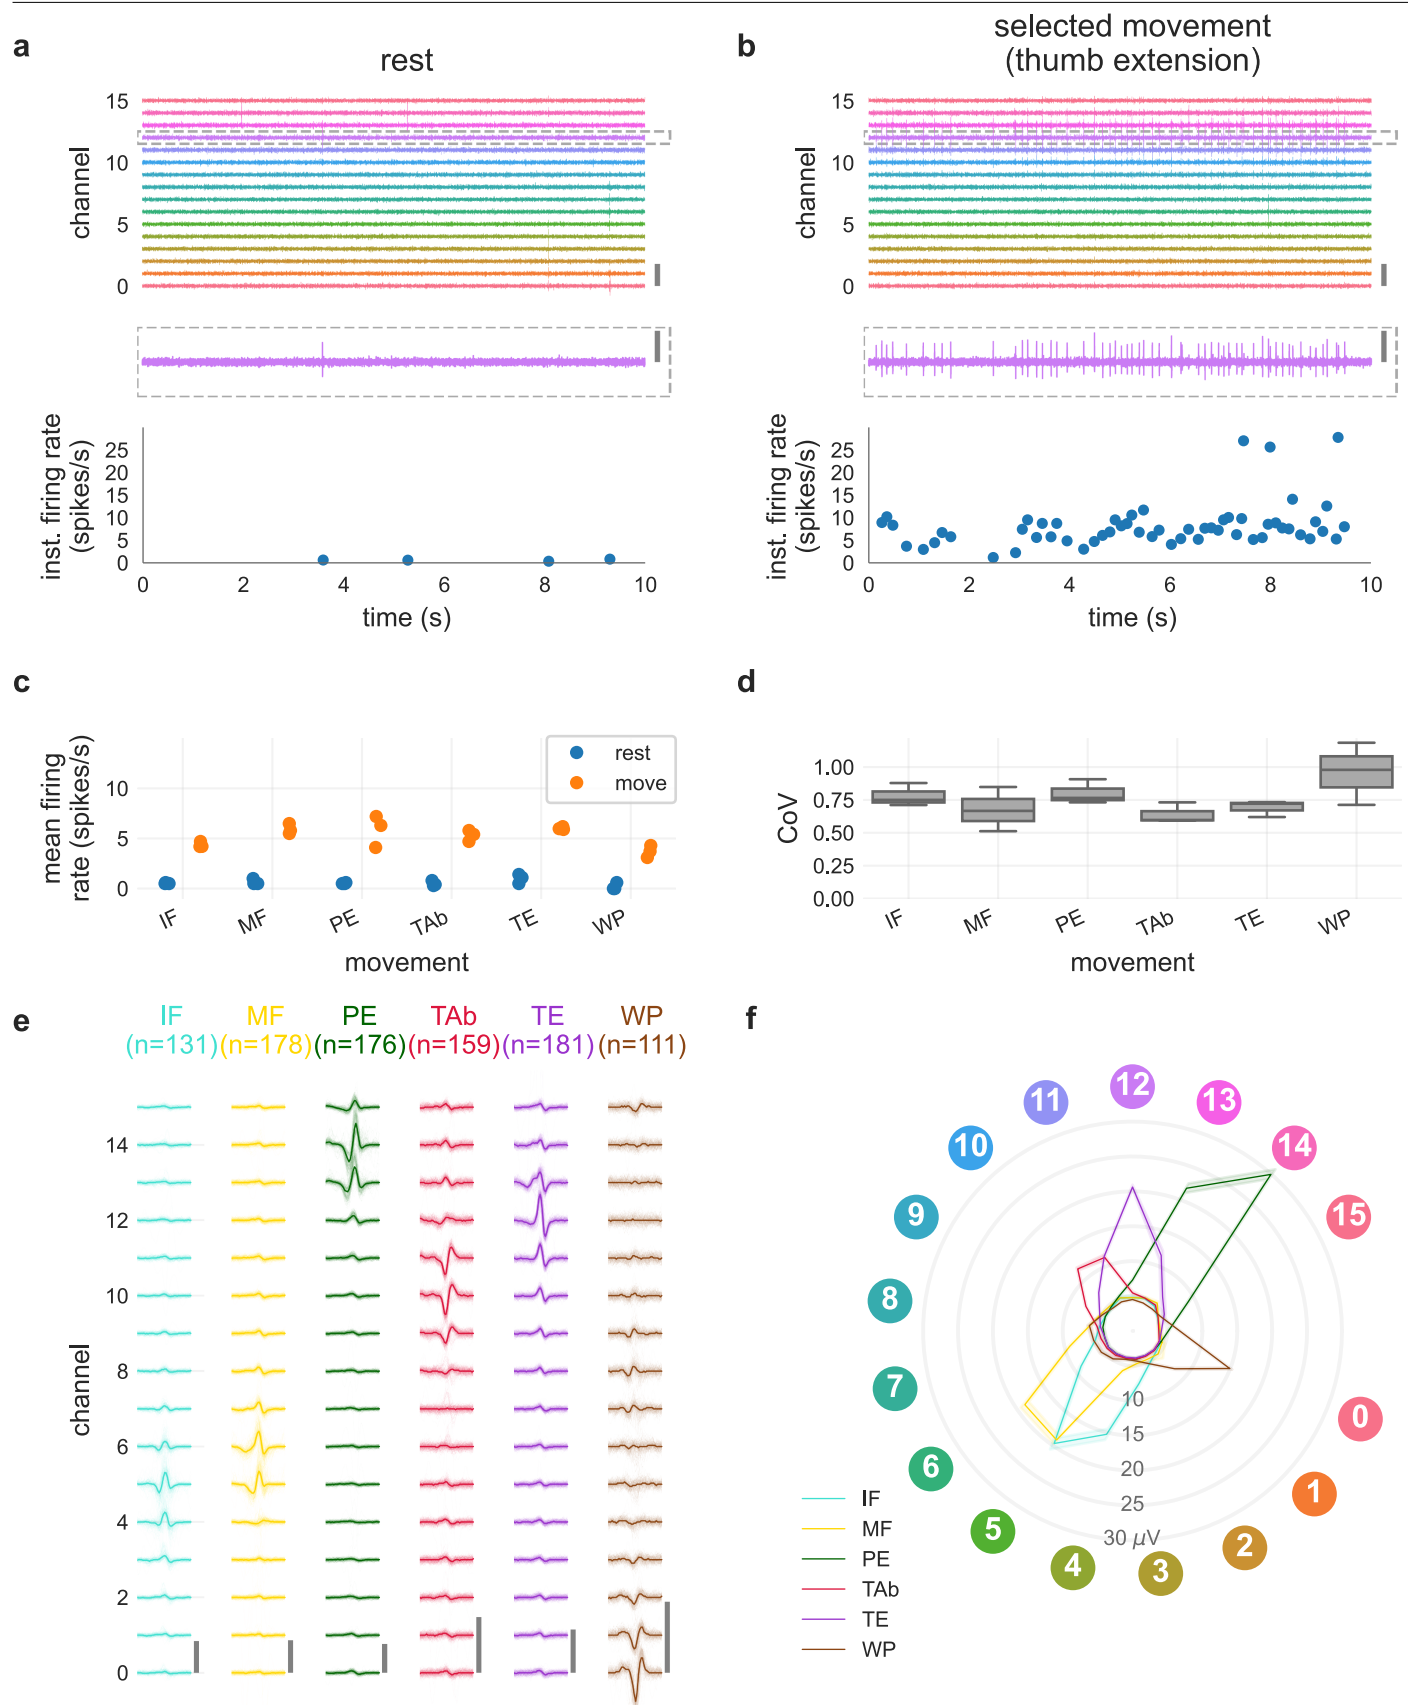 a
rest
15
10
5
0
channel
25
20
15
10
5
0
inst. firing rate
(spikes/s)
0 2 4 6 8 10
time (s)
b
selected movement
(thumb extension)
15
10
5
0
channel
25
20
15
10
5
0
inst. firing rate
(spikes/s)
0 2 4 6 8 10
time (s)
c
mean firing
rate (spikes/s)
10
5
0
rest
move
IF MF PE TAb TE WP
movement
d
CoV
1.00
0.75
0.50
0.25
0.00
IF MF PE TAb TE WP
movement
e
IF MF PE TAb TE WP
(n=131) (n=178) (n=176) (n=159) (n=181) (n=111)
14
12
10
8
6
4
2
0
channel
f
12
11 13
10 14
9 15
8
7 0
6 1
5 2
4 3
10
15
20
25
30 µV
IF
MF
PE
TAb
TE
WP